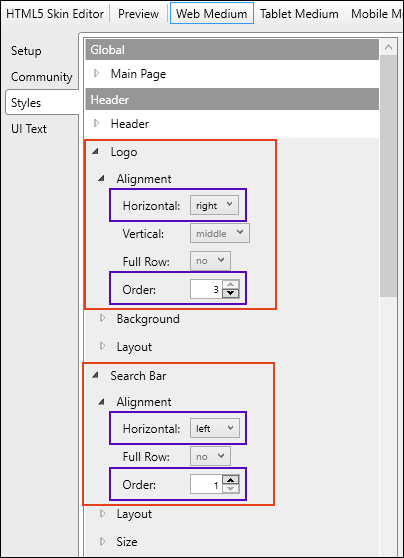 HTML5 Skin Editor Preview Web Medium Tablet Medium Mobile M
Setup
Community
Styles
UI Text
Global
Main Page
Header
Header
Logo
Alignment
Horizontal: right
Vertical: middle
Full Row: no
Order: 3
Background
Layout
Search Bar
Alignment
Horizontal: left
Full Row: no
Order: 1
Layout
Size